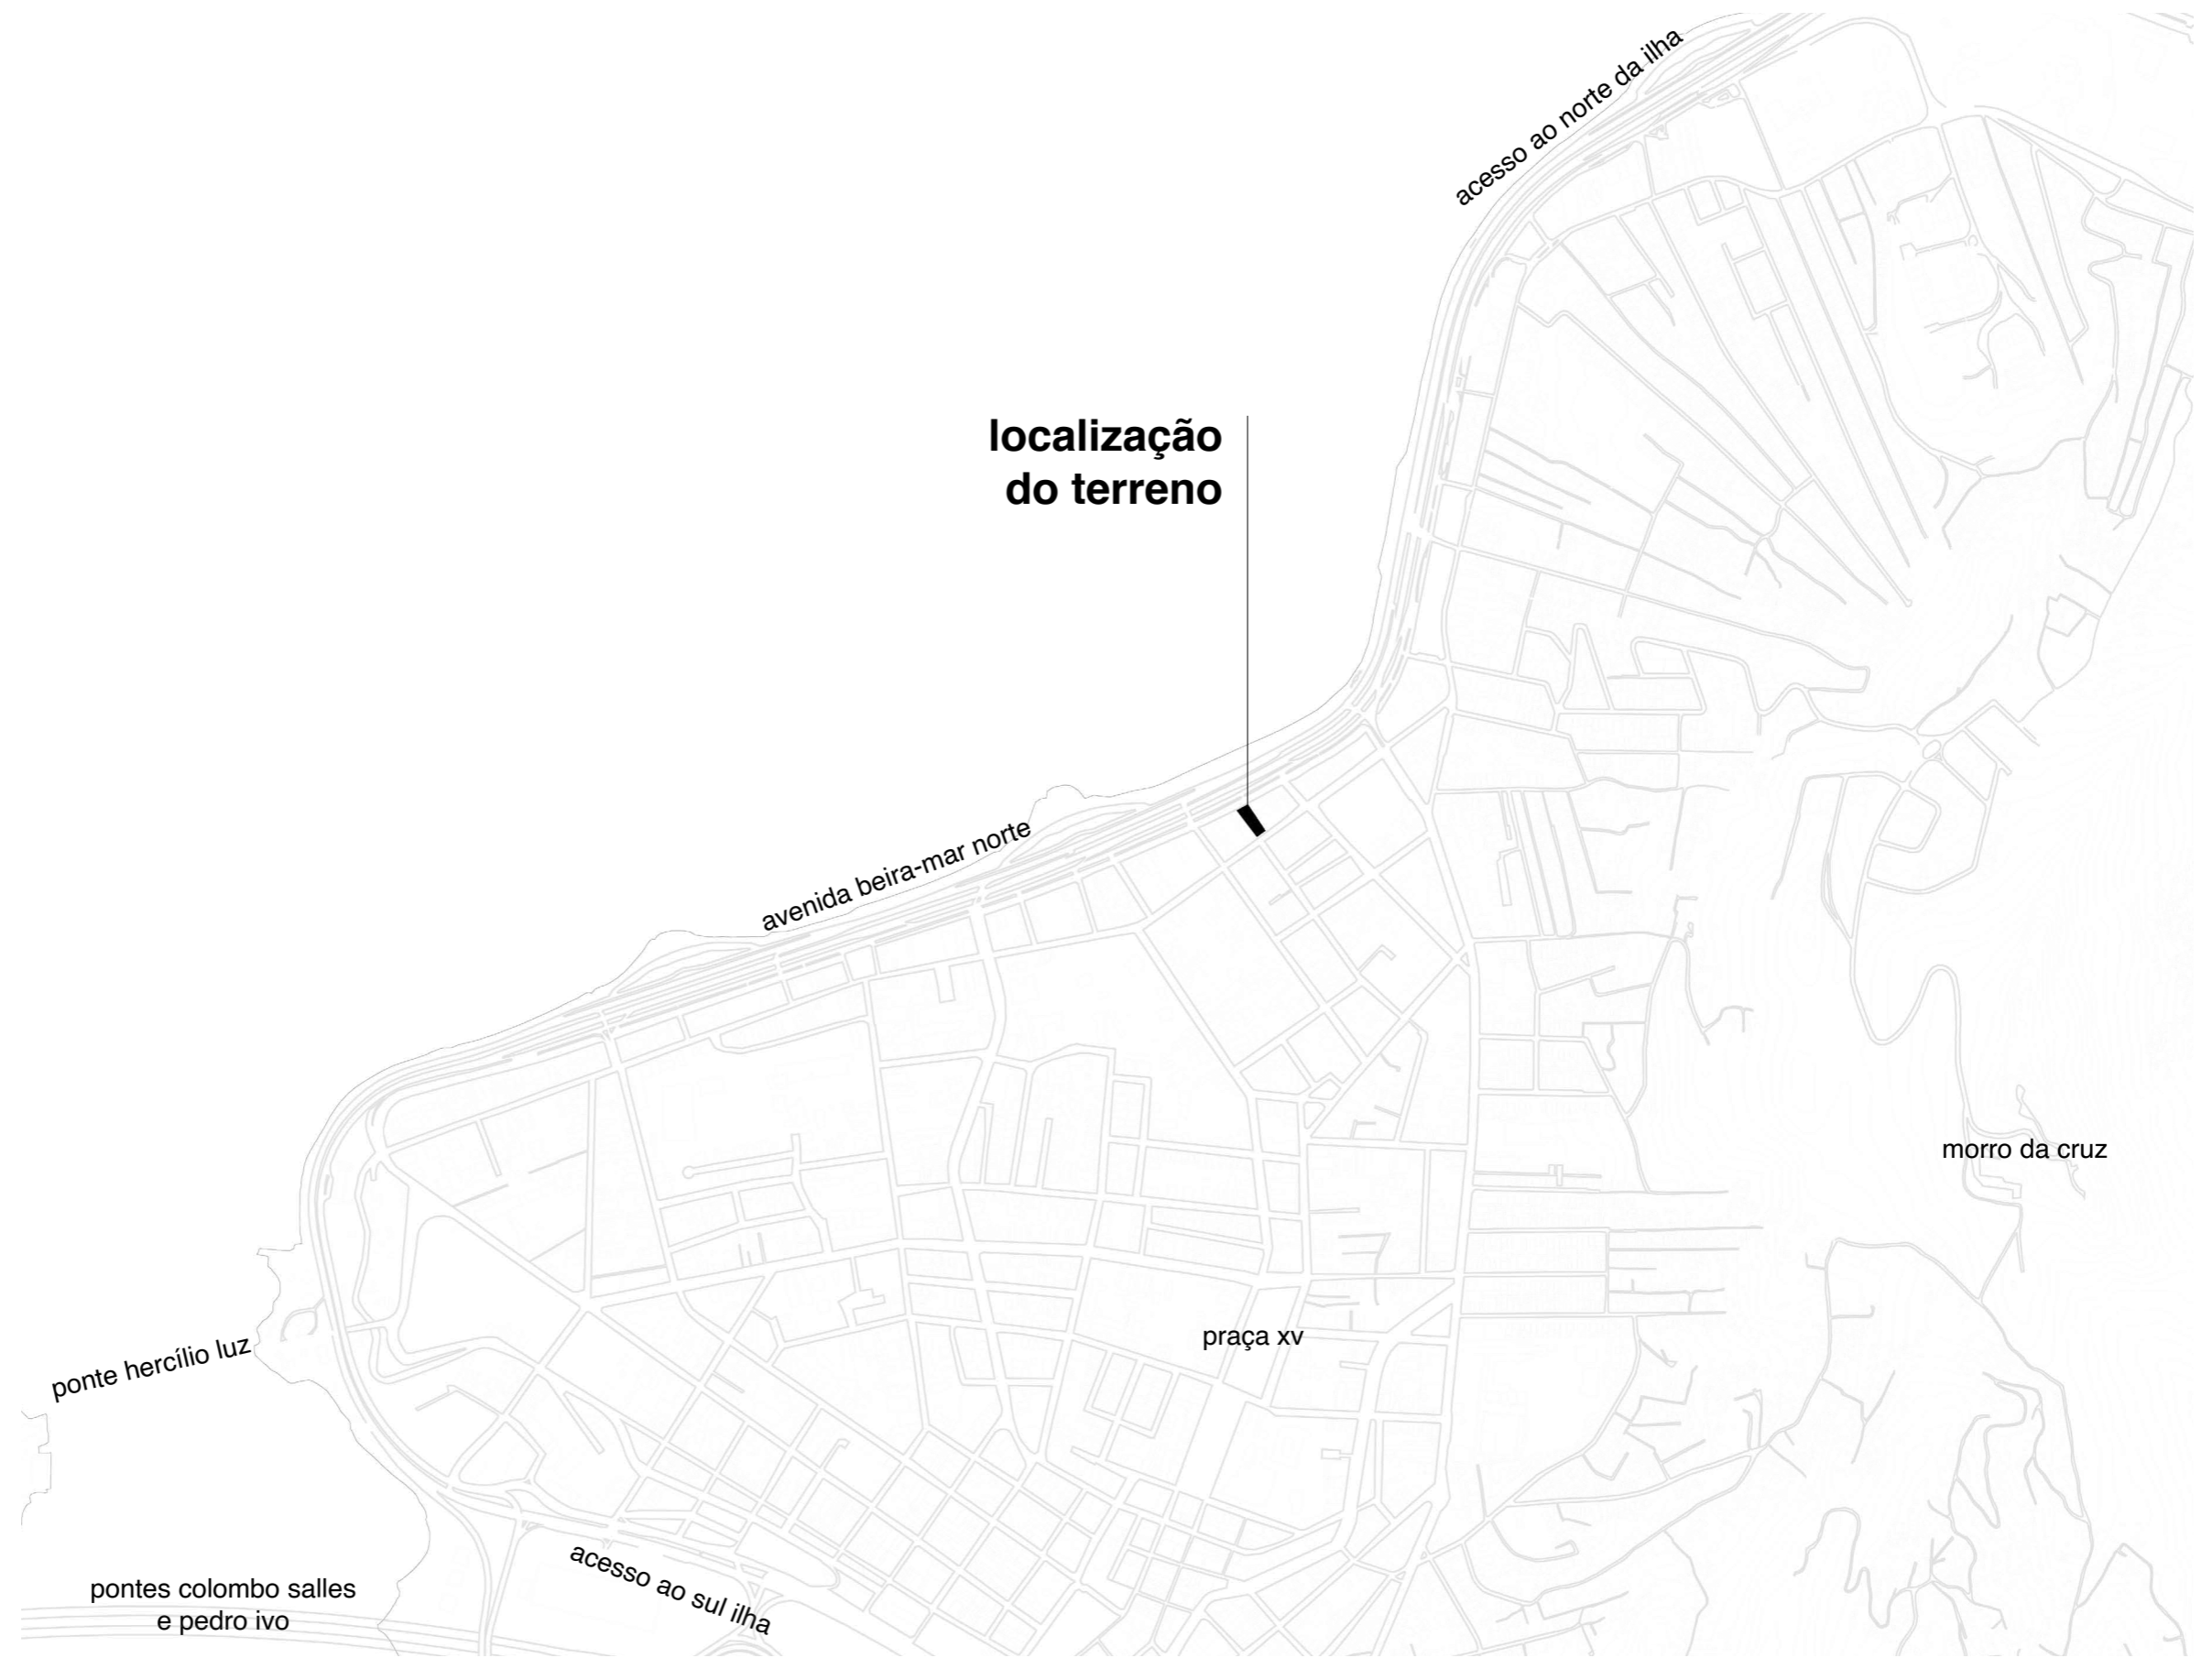 acesso ao norte da ilha
localização
do terreno
avenida beira-mar norte
morro da cruz
praça xv
ponte hercílio luz
acesso ao sul ilha
pontes colombo salles
e pedro ivo